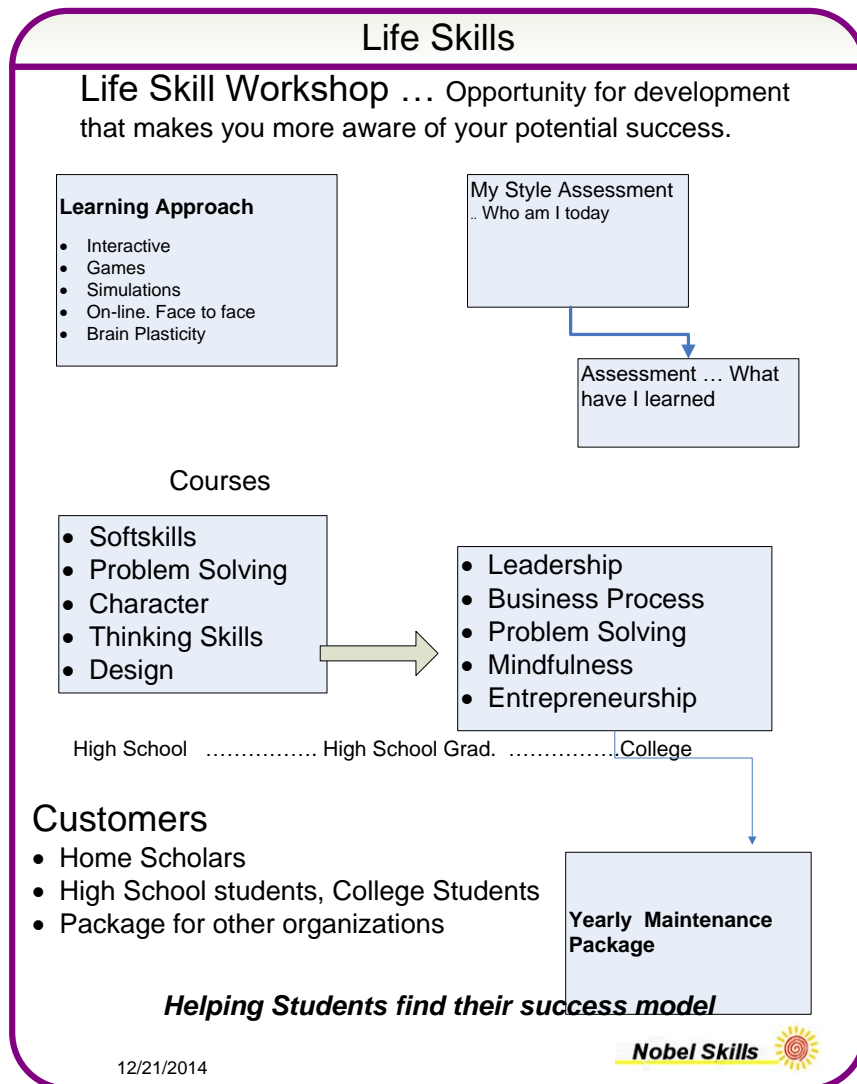 Life Skills
Life Skill Workshop … Opportunity for development
that makes you more aware of your potential success.
Learning Approach
• Interactive
• Games
• Simulations
• On-line. Face to face
• Brain Plasticity
My Style Assessment
.. Who am I today
Assessment … What
have I learned
Courses
• Softskills
• Problem Solving
• Character
• Thinking Skills
• Design
• Leadership
• Business Process
• Problem Solving
• Mindfulness
• Entrepreneurship
High School ................ High School Grad. ................College
Customers
• Home Scholars
• High School students, College Students
• Package for other organizations
Yearly Maintenance
Package
Helping Students find their success model
Nobel Skills
12/21/2014